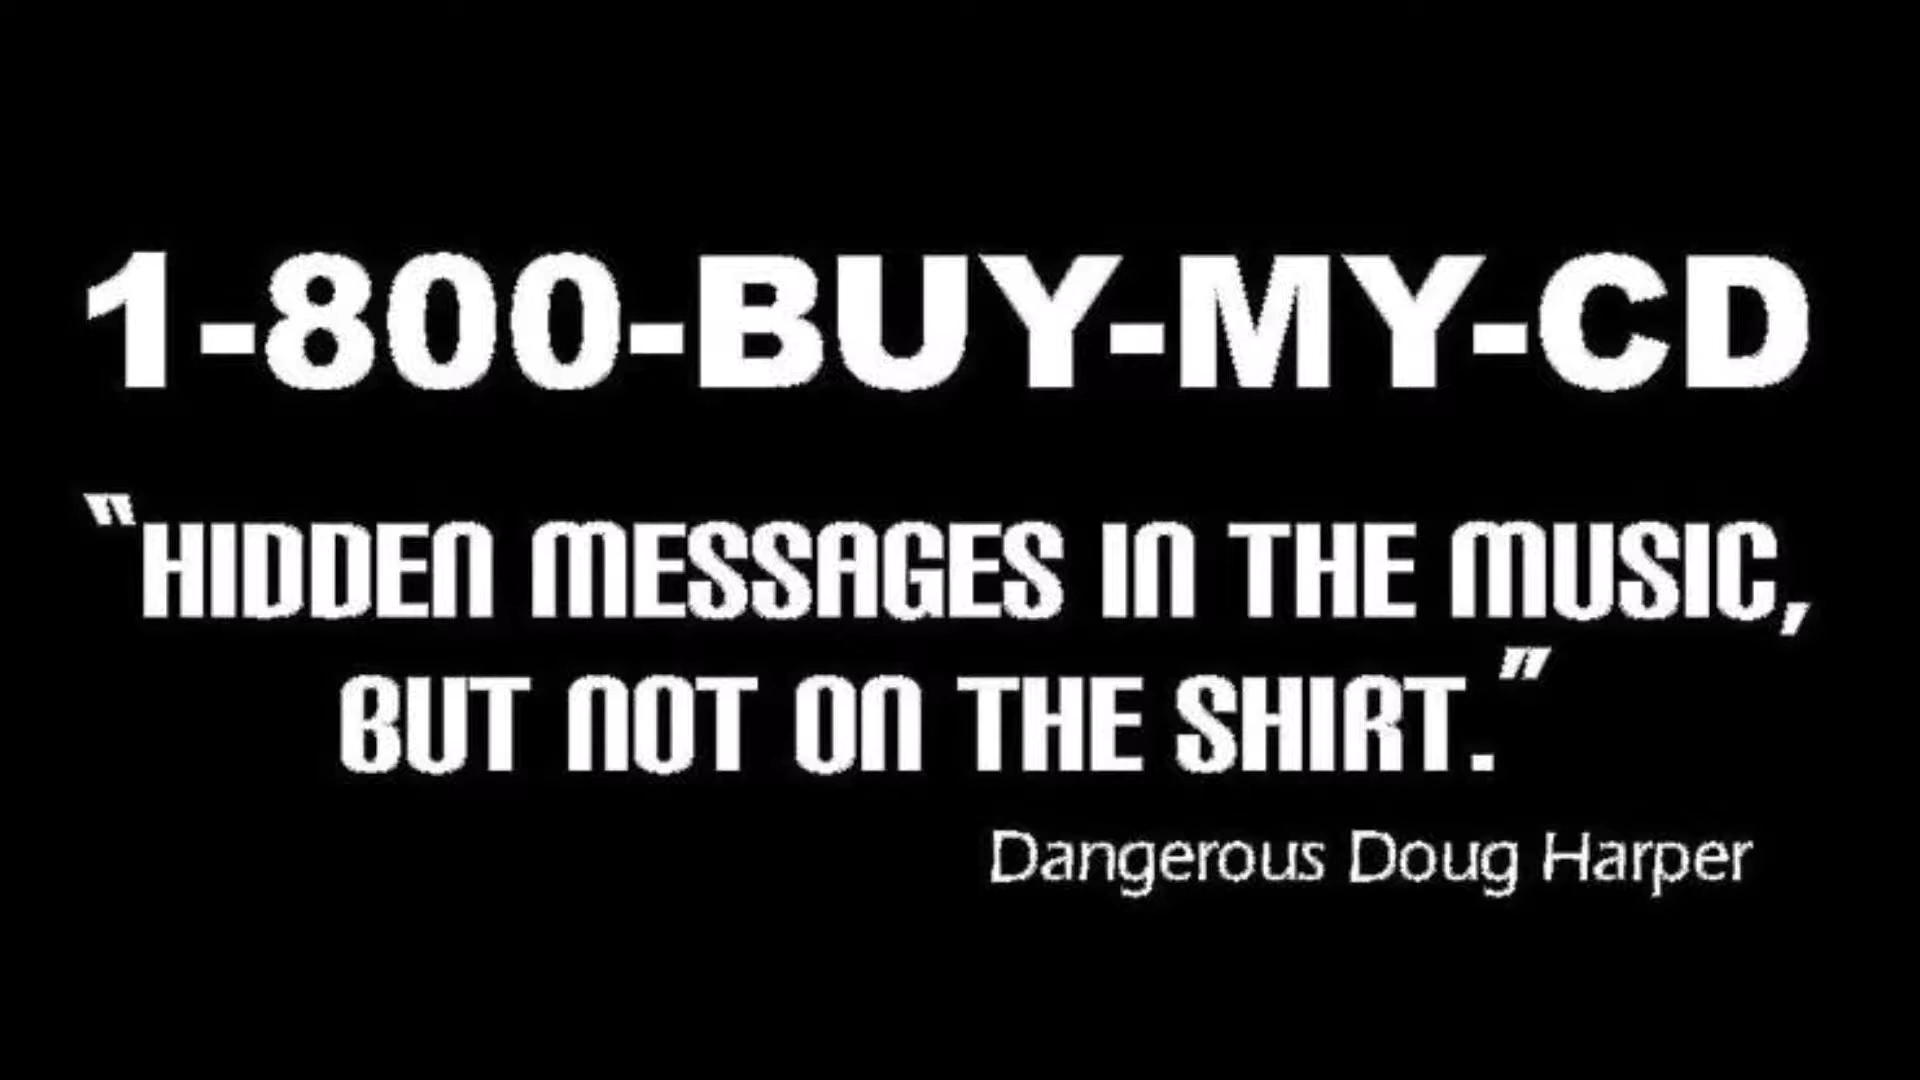 1-800-BUY-MY-CD
"HIDDEN MESSAGES IN THE MUSIC,
BUT NOT ON THE SHIRT."
Dangerous Doug Harper